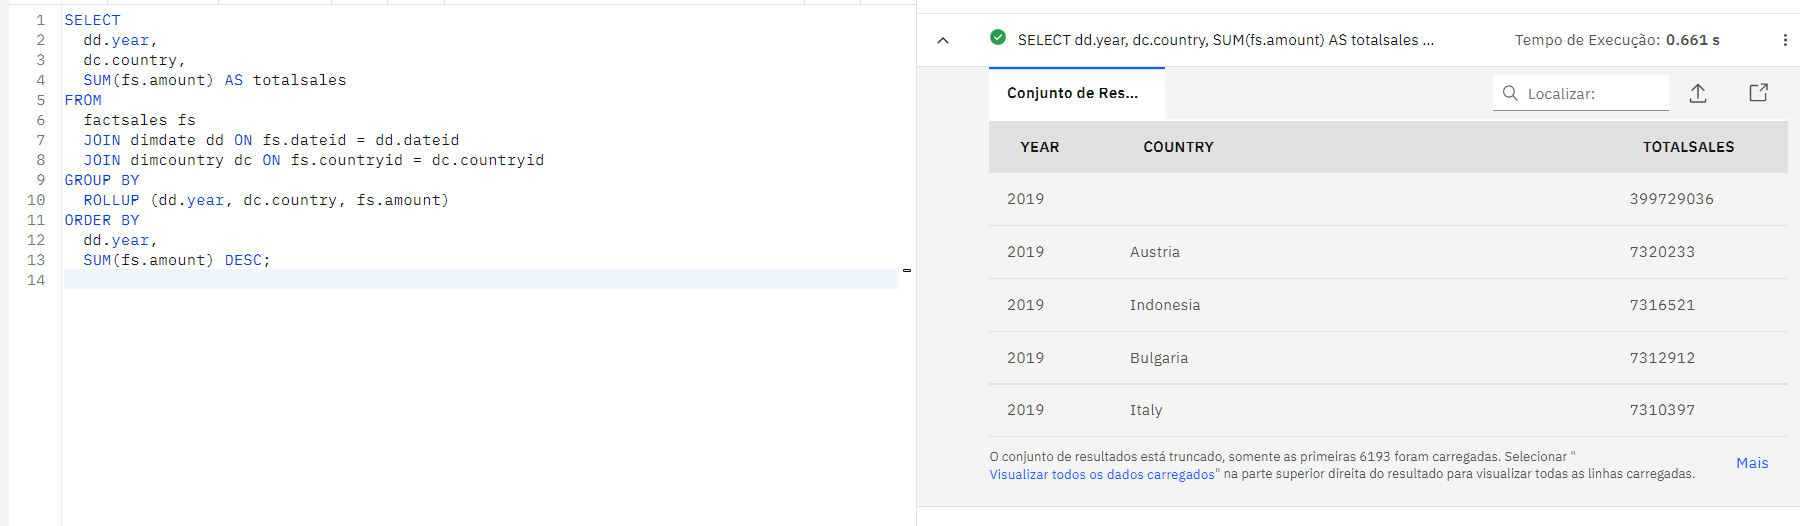 1 SELECT
2   dd.year,
3   dc.country,
4   SUM(fs.amount) AS totalsales
5 FROM
6   factsales fs
7   JOIN dimdate dd ON fs.dateid = dd.dateid
8   JOIN dimcountry dc ON fs.countryid = dc.countryid
9 GROUP BY
10   ROLLUP (dd.year, dc.country, fs.amount)
11 ORDER BY
12   dd.year,
13   SUM(fs.amount) DESC;
14
SELECT dd.year, dc.country, SUM(fs.amount) AS totalsales ... Tempo de Execução: 0.661 s
Conjunto de Res... Localizar:
YEAR COUNTRY TOTALSALES
2019 399729036
2019 Austria 7320233
2019 Indonesia 7316521
2019 Bulgaria 7312912
2019 Italy 7310397
O conjunto de resultados está truncado, somente as primeiras 6193 foram carregadas. Selecionar "
Visualizar todos os dados carregados" na parte superior direita do resultado para visualizar todas as linhas carregadas.
Mais